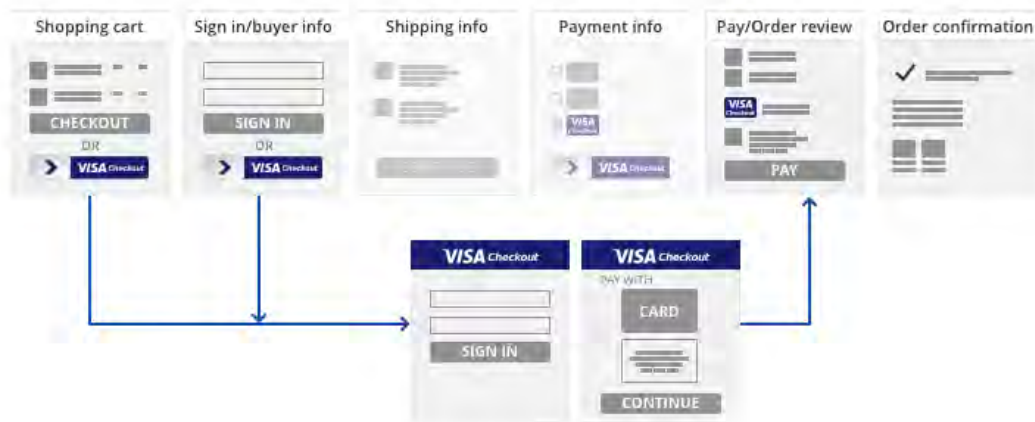 Shopping cart
CHECKOUT
OR
VISA Checkout
Sign in/buyer info
SIGN IN
OR
VISA Checkout
Shipping info
Payment info
VISA
Checkout
VISA Checkout
Pay/Order review
VISA
Checkout
PAY
Order confirmation
VISA Checkout
SIGN IN
VISA Checkout
PAY WITH
CARD
CONTINUE